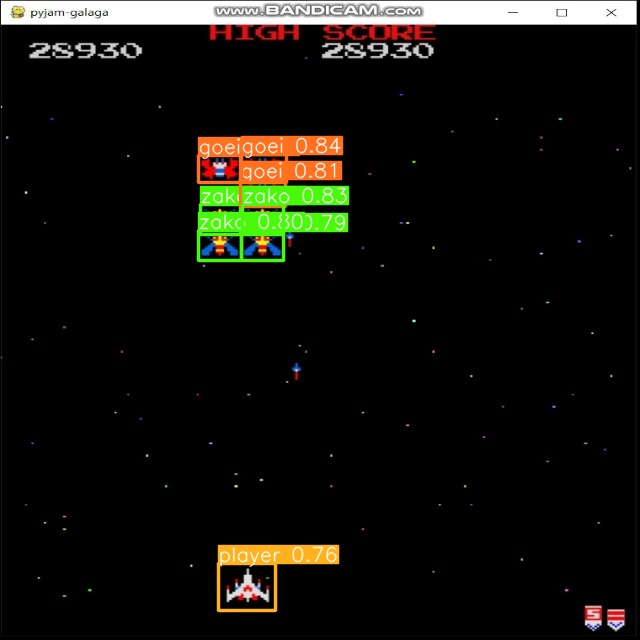 pyjam-galaga
WWW.BANDICAM.COM
HIGH SCORE
28930 28930
goei goei 0.84
goei 0.81
zako zako 0.83
zako 0.80 0.79
player 0.76
5